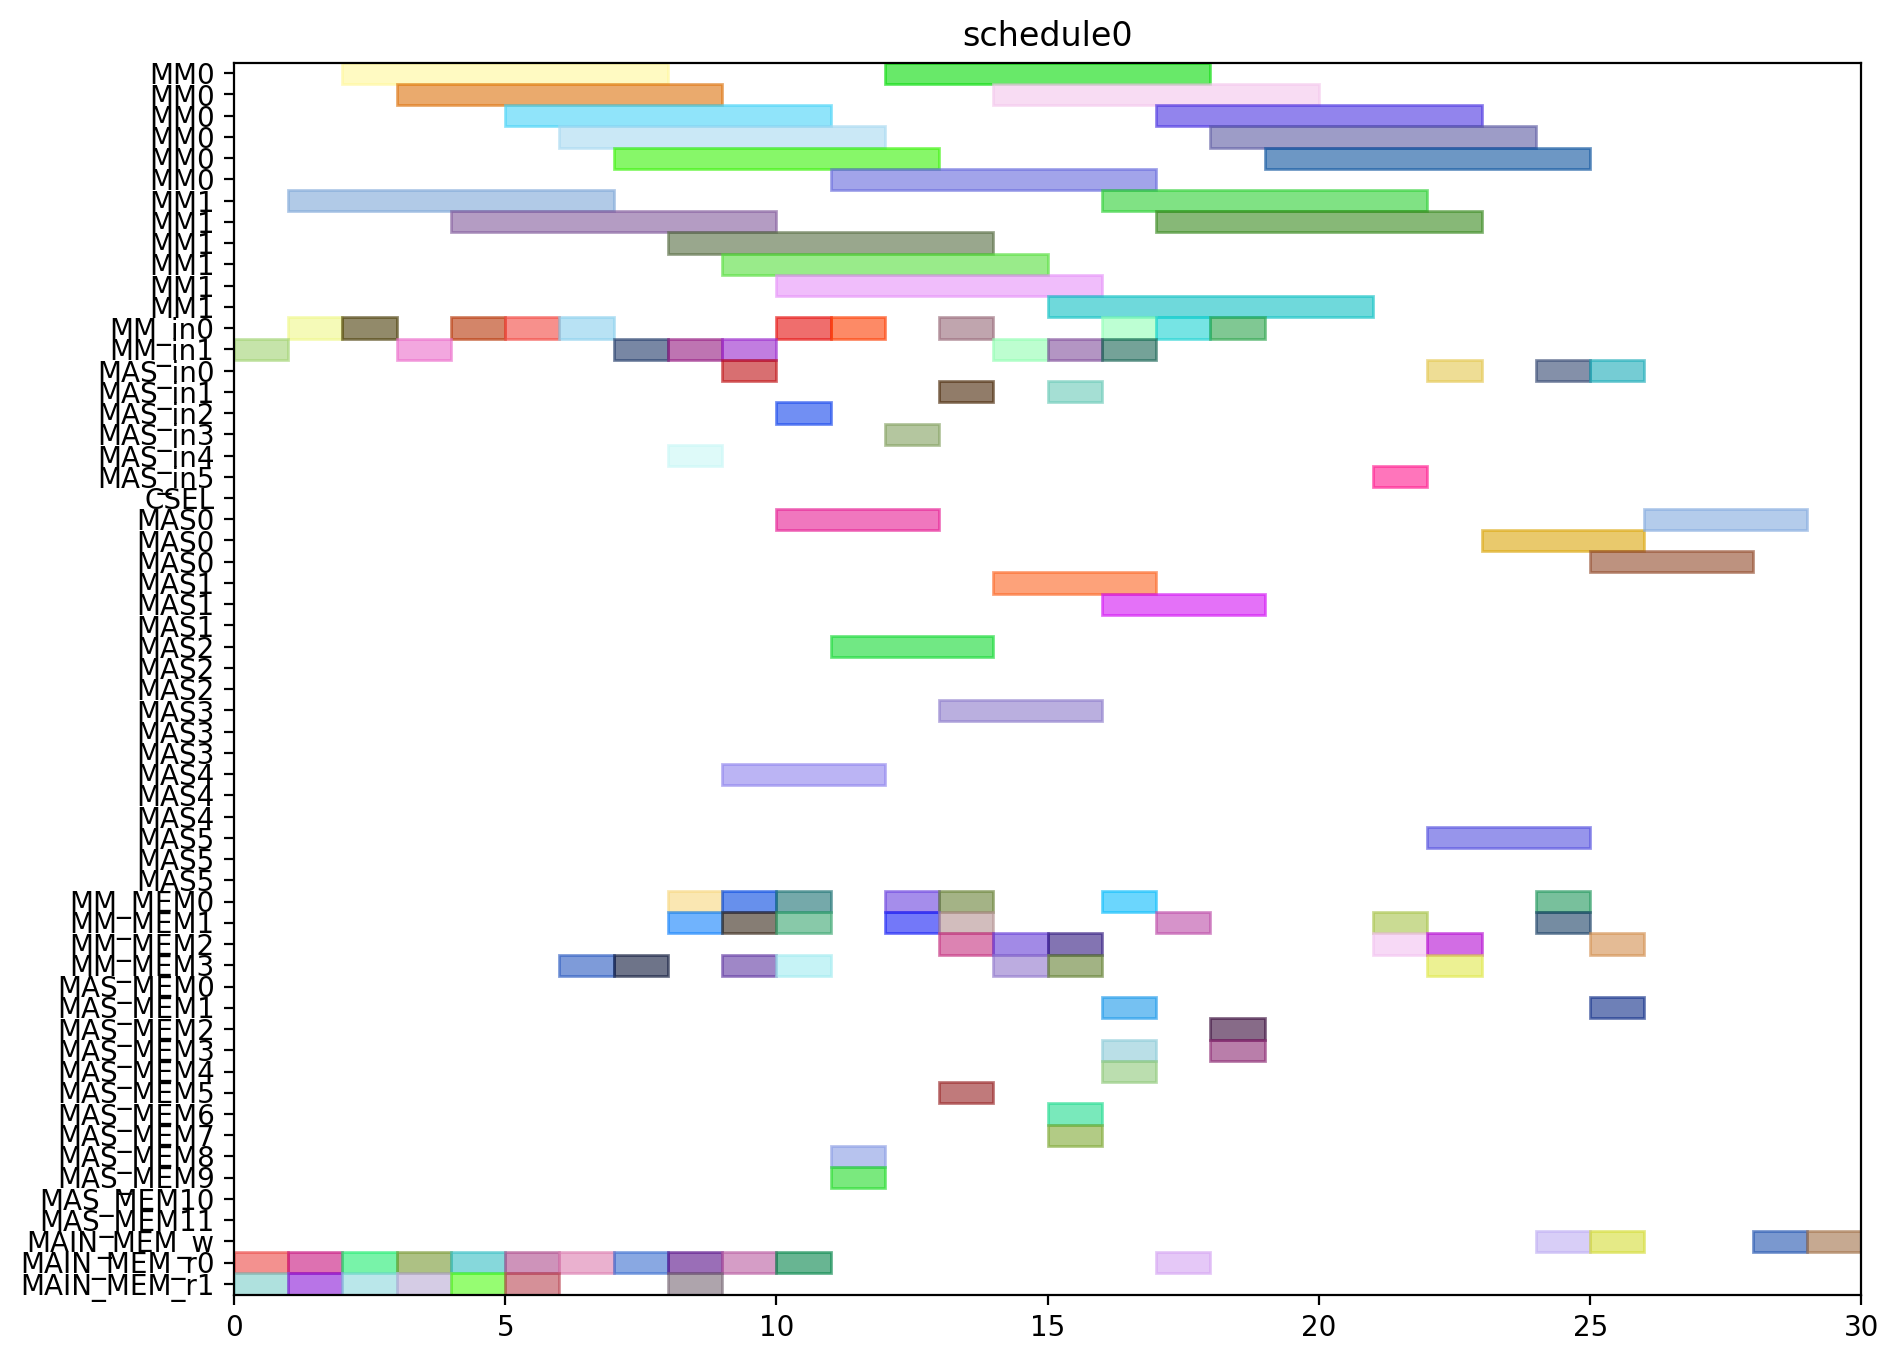 schedule0
MM0
MM0
MM0
MM0
MM0
MM0
MM1
MM1
MM1
MM1
MM1
MM1
MM_in0
MM_in1
MAS_in0
MAS_in1
MAS_in2
MAS_in3
MAS_in4
MAS_in5
CSEL
MAS0
MAS0
MAS0
MAS1
MAS1
MAS1
MAS2
MAS2
MAS2
MAS3
MAS3
MAS3
MAS4
MAS4
MAS4
MAS5
MAS5
MAS5
MM_MEM0
MM_MEM1
MM_MEM2
MM_MEM3
MAS_MEM0
MAS_MEM1
MAS_MEM2
MAS_MEM3
MAS_MEM4
MAS_MEM5
MAS_MEM6
MAS_MEM7
MAS_MEM8
MAS_MEM9
MAS_MEM10
MAS_MEM11
MAIN_MEM_w
MAIN_MEM_r0
MAIN_MEM_r1
0 5 10 15 20 25 30